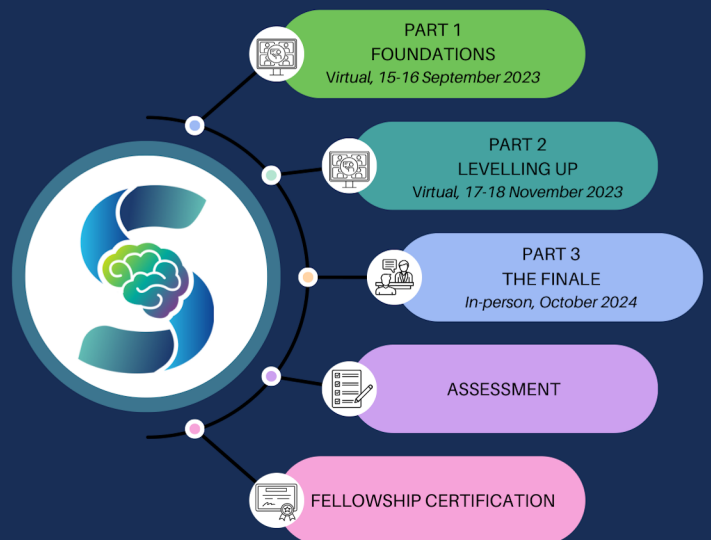 PART 1
FOUNDATIONS
Virtual, 15-16 September 2023
PART 2
LEVELLING UP
Virtual, 17-18 November 2023
PART 3
THE FINALE
In-person, October 2024
ASSESSMENT
FELLOWSHIP CERTIFICATION